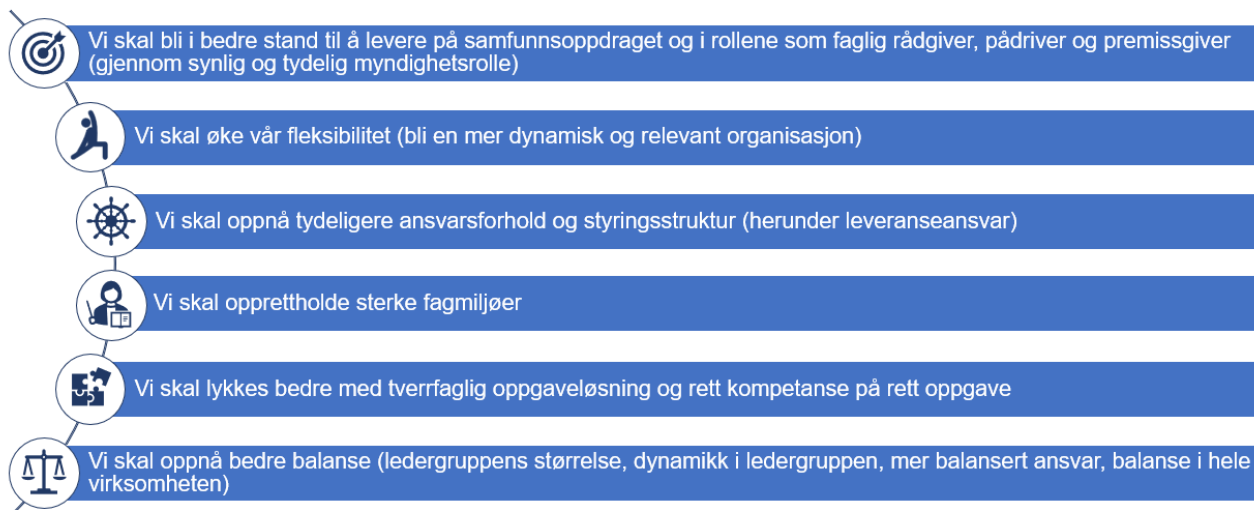 Vi skal bli i bedre stand til å levere på samfunnsoppdraget og i rollene som faglig rådgiver, pådriver og premissgiver
(gjennom synlig og tydelig myndighetsrolle)
Vi skal øke vår fleksibilitet (bli en mer dynamisk og relevant organisasjon)
Vi skal oppnå tydeligere ansvarsforhold og styringsstruktur (herunder leveranseansvar)
Vi skal opprettholde sterke fagmiljøer
Vi skal lykkes bedre med tverrfaglig oppgaveløsning og rett kompetanse på rett oppgave
Vi skal oppnå bedre balanse (ledergruppens størrelse, dynamikk i ledergruppen, mer balansert ansvar, balanse i hele
virksomheten)